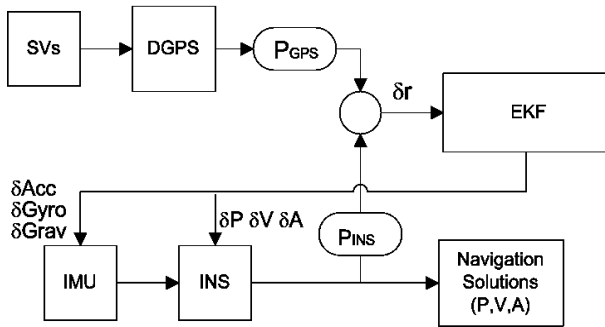 SVs
DGPS
PGPS
δr
EKF
δAcc
δGyro
δGrav
δP δV δA
PINS
IMU
INS
Navigation
Solutions
(P,V,A)